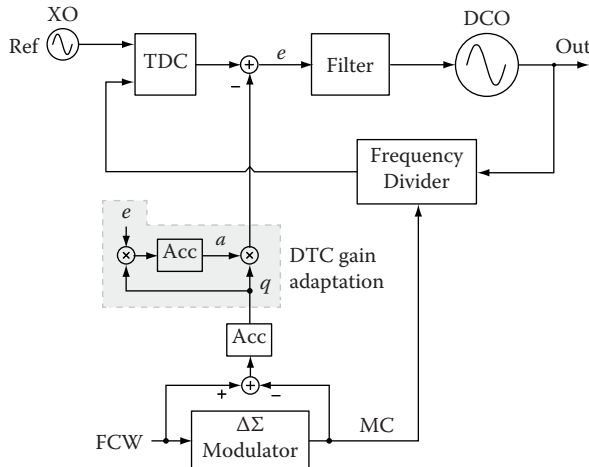 XO
DCO
Ref
TDC
+
−
e
Filter
Out
Frequency
Divider
e
×
Acc
a
×
DTC gain
adaptation
q
Acc
+
+
−
FCW
ΔΣ
Modulator
MC